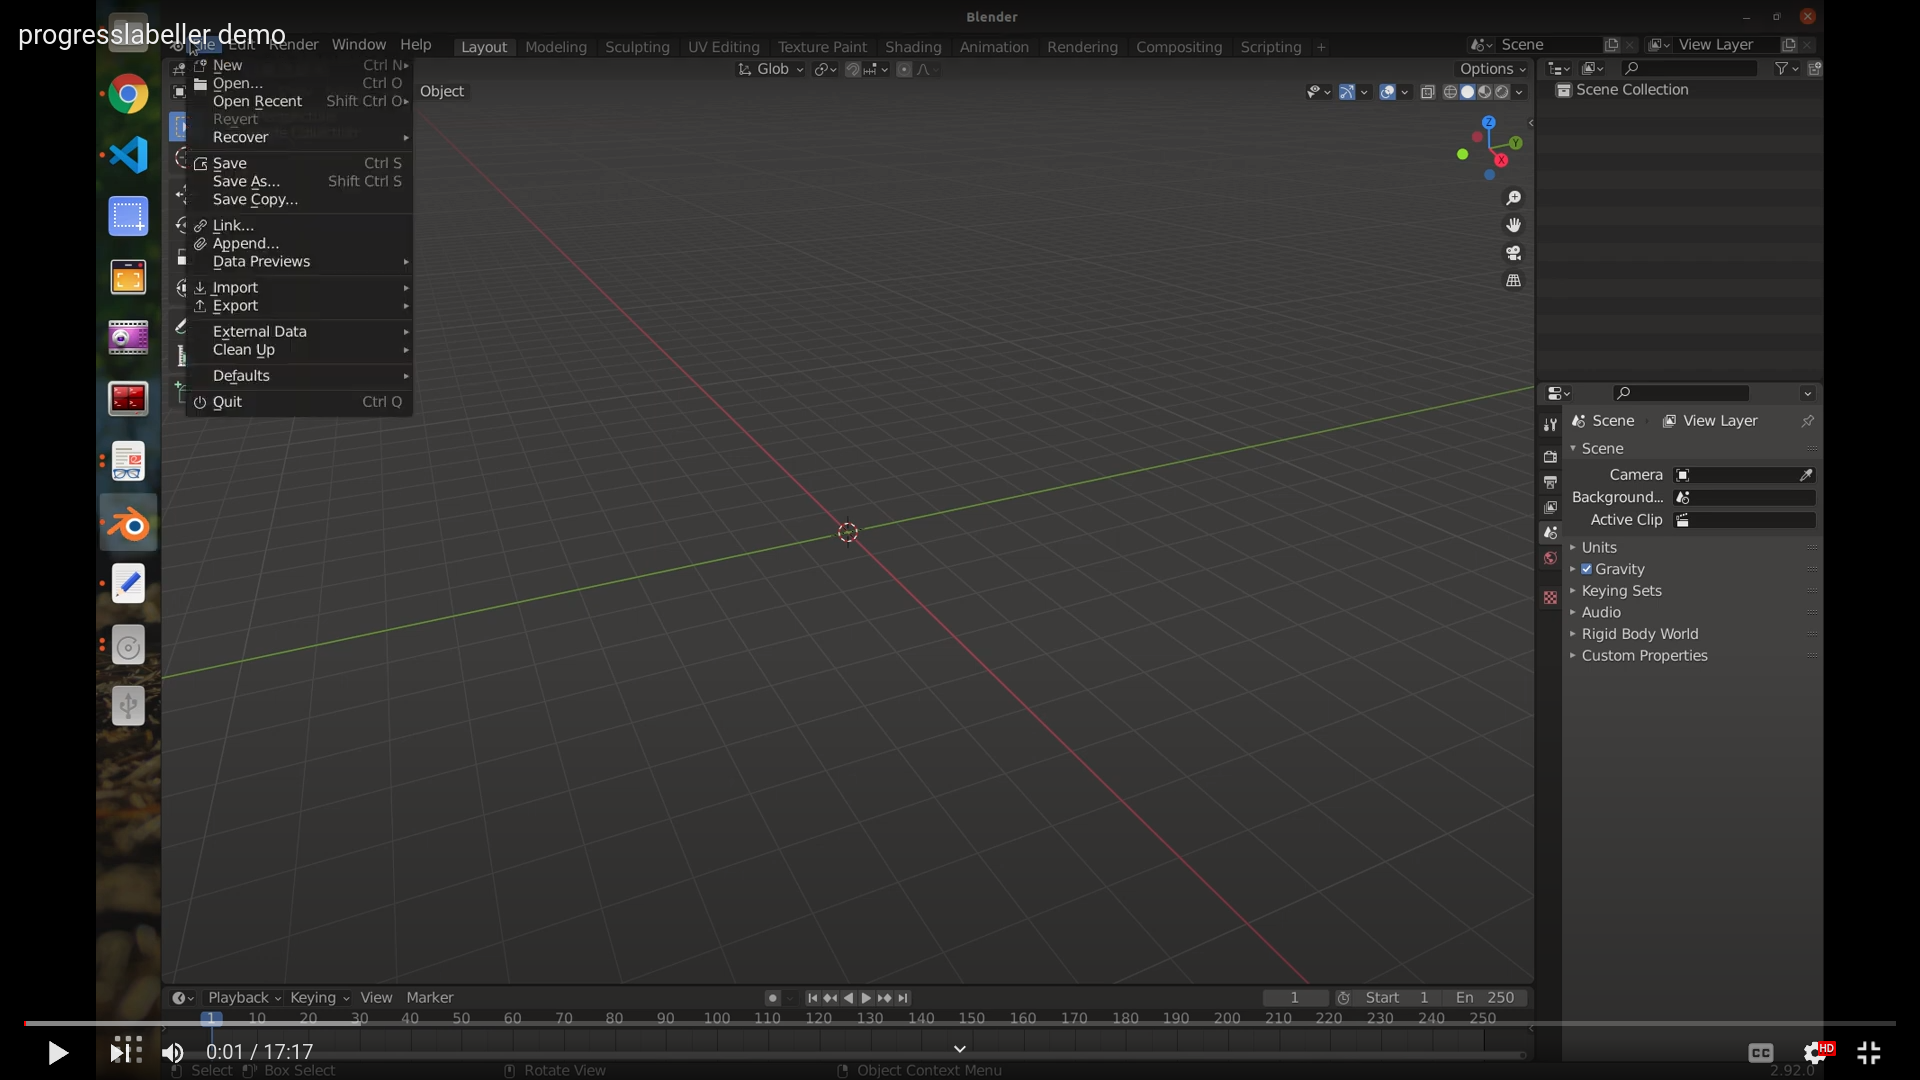 Blender
progresslabeller demo
Edit Render Window Help Layout Modeling Sculpting UV Editing Texture Paint Shading Animation Rendering Compositing Scripting + Scene View Layer
New Ctrl N
Open... Ctrl O
Open Recent Shift Ctrl O
Revert
Recover
Save Ctrl S
Save As... Shift Ctrl S
Save Copy...
Link...
Append...
Data Previews
Import
Export
External Data
Clean Up
Defaults
Quit Ctrl Q
Glob
Options
Object
Z
Y
X
Scene Collection
Scene View Layer
Scene
Camera
Background...
Active Clip
Units
Gravity
Keying Sets
Audio
Rigid Body World
Custom Properties
Playback Keying View Marker 1 Start 1 En 250
1 10 20 30 40 50 60 70 80 90 100 110 120 130 140 150 160 170 180 190 200 210 220 230 240 250
0:01 / 17:17 CC HD
Select Box Select Rotate View Object Context Menu 2.92.0